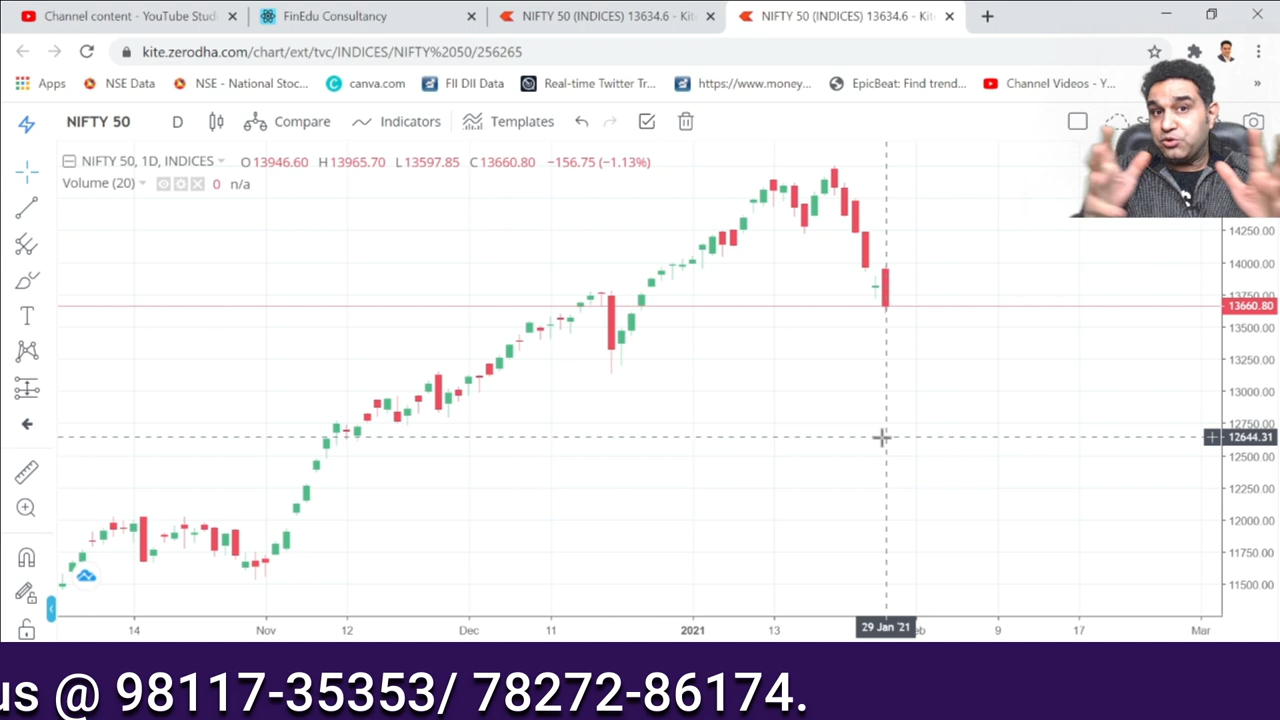 Channel content - YouTube Stud
FinEdu Consultancy
NIFTY 50 (INDICES) 13634.6 - Kit
NIFTY 50 (INDICES) 13634.6 - Kit
kite.zerodha.com/chart/ext/tvc/INDICES/NIFTY%2050/256265
Apps
NSE Data
NSE - National Stoc...
canva.com
FII DII Data
Real-time Twitter Tr...
https://www.money...
EpicBeat: Find trend...
Channel Videos - Y...
»
NIFTY 50
D
Compare
Indicators
Templates
NIFTY 50, 1D, INDICES O13946.60 H13965.70 L13597.85 C13660.80 −156.75 (−1.13%)
Volume (20) 0 n/a
14250.00
14000.00
13750.00
13660.80
13500.00
13250.00
13000.00
12750.00
12644.31
12500.00
12250.00
12000.00
11750.00
11500.00
14
Nov
12
Dec
11
2021
13
29 Jan '21
eb
9
17
Mar
us @ 98117-35353/ 78272-86174.